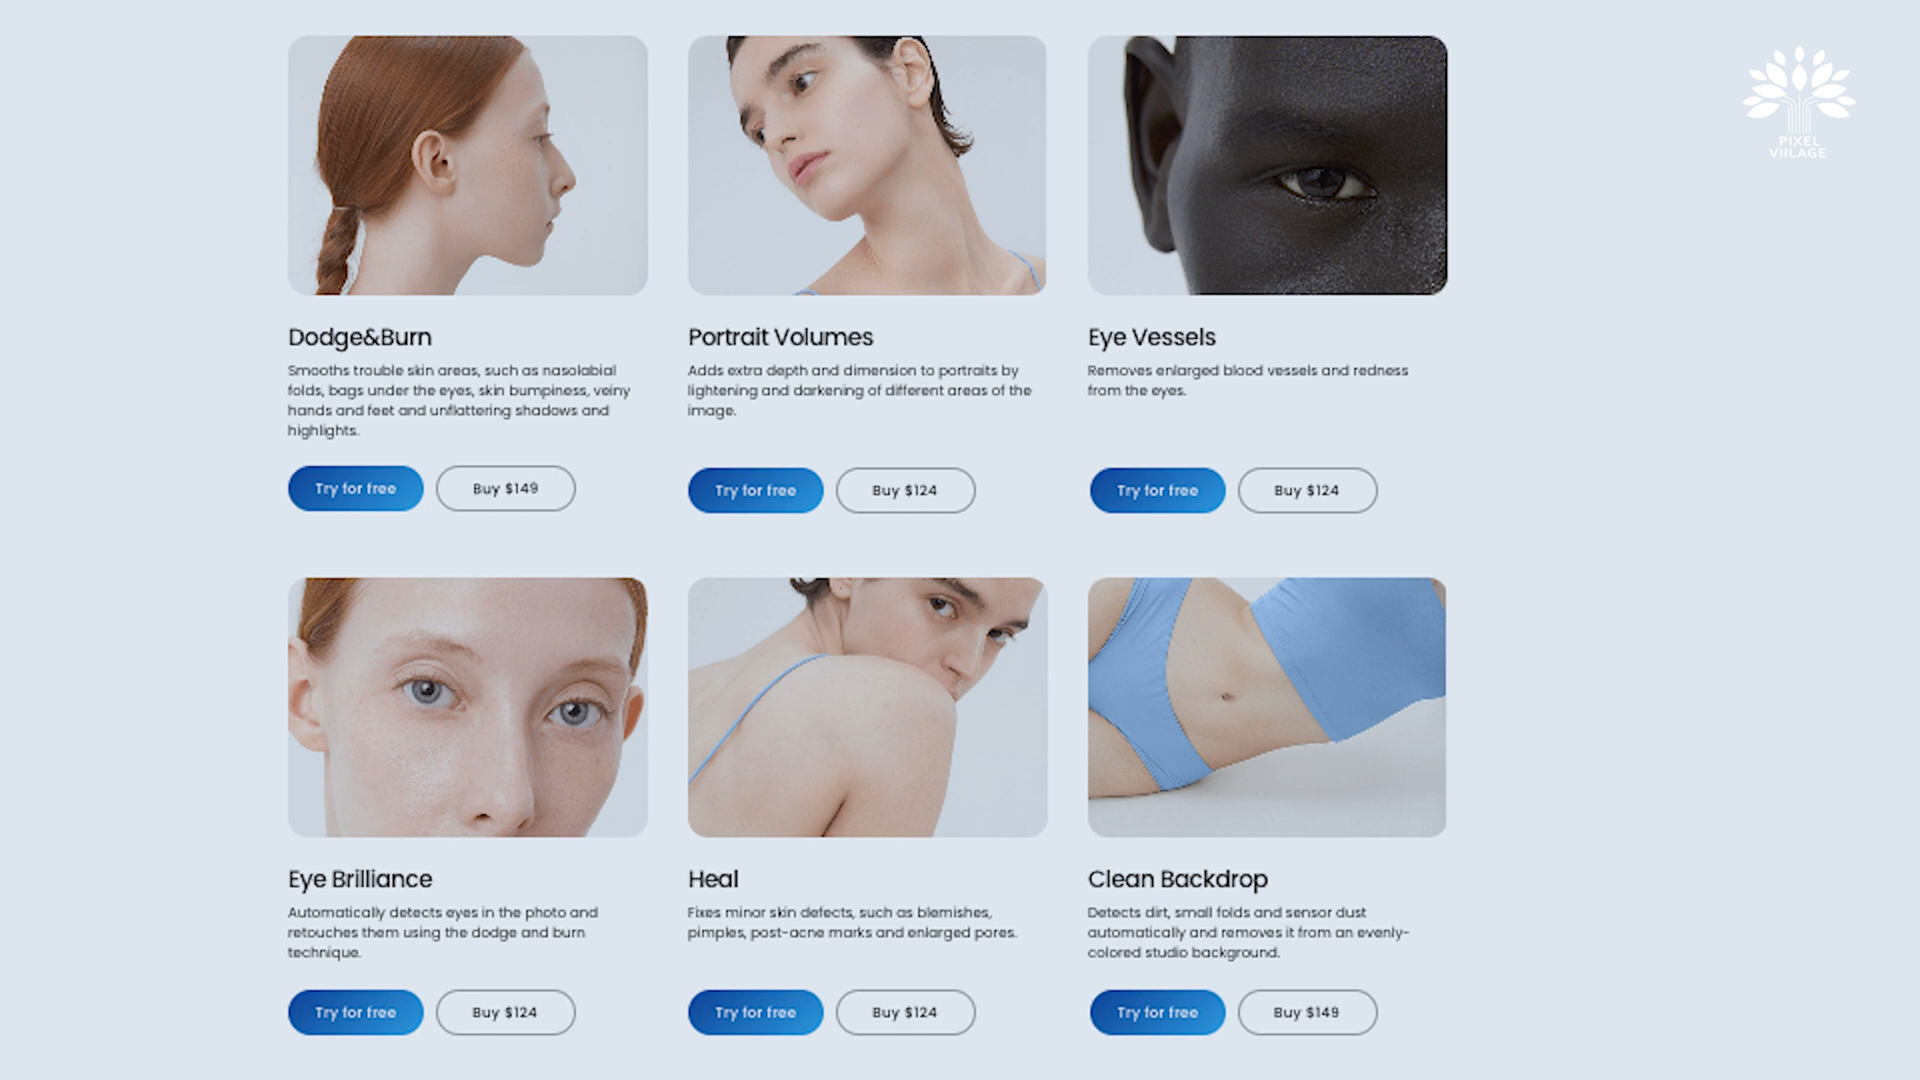 PIXEL
VIILAGE
Dodge&Burn
Smooths trouble skin areas, such as nasolabial
folds, bags under the eyes, skin bumpiness, veiny
hands and feet and unflattering shadows and
highlights.
Try for free
Buy $149
Portrait Volumes
Adds extra depth and dimension to portraits by
lightening and darkening of different areas of the
image.
Try for free
Buy $124
Eye Vessels
Removes enlarged blood vessels and redness
from the eyes.
Try for free
Buy $124
Eye Brilliance
Automatically detects eyes in the photo and
retouches them using the dodge and burn
technique.
Try for free
Buy $124
Heal
Fixes minor skin defects, such as blemishes,
pimples, post-acne marks and enlarged pores.
Try for free
Buy $124
Clean Backdrop
Detects dirt, small folds and sensor dust
automatically and removes it from an evenly-
colored studio background.
Try for free
Buy $149